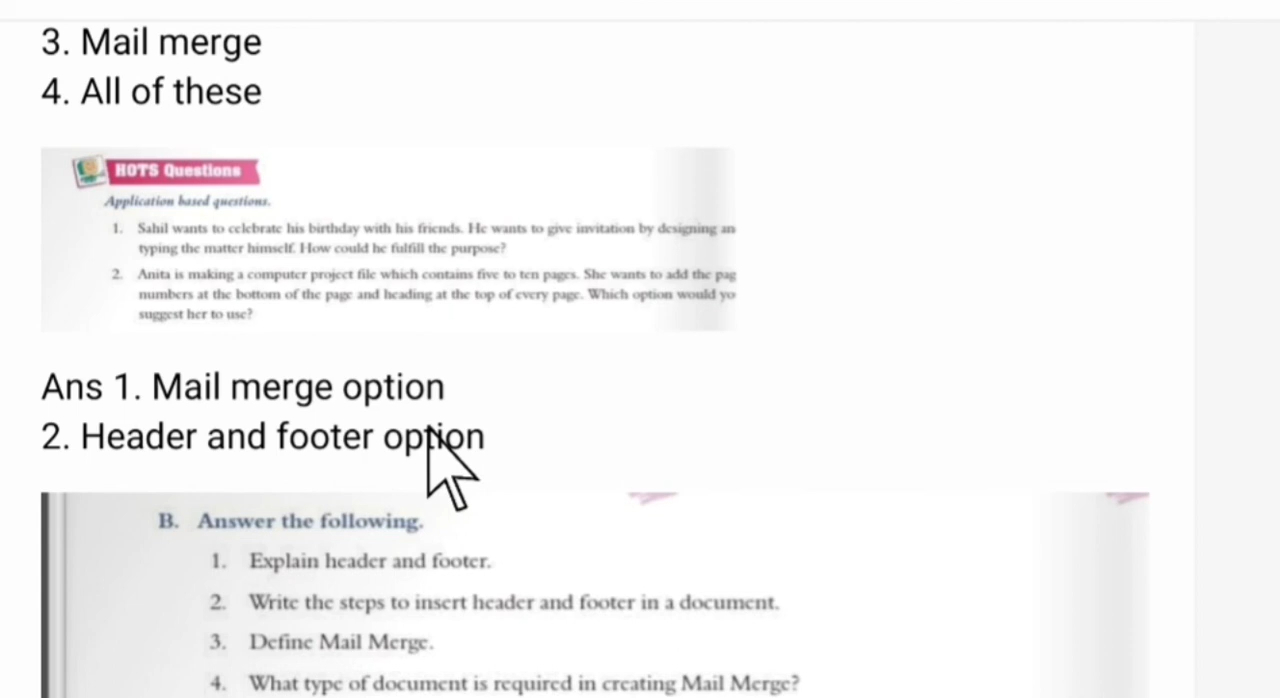 3. Mail merge
4. All of these
HOTS Questions
Application based questions.
1. Sahil wants to celebrate his birthday with his friends. He wants to give invitation by designing an
typing the matter himself. How could he fulfill the purpose?
2. Anita is making a computer project file which contains five to ten pages. She wants to add the pag
numbers at the bottom of the page and heading at the top of every page. Which option would yo
suggest her to use?
Ans 1. Mail merge option
2. Header and footer option
B. Answer the following.
1. Explain header and footer.
2. Write the steps to insert header and footer in a document.
3. Define Mail Merge.
4. What type of document is required in creating Mail Merge?